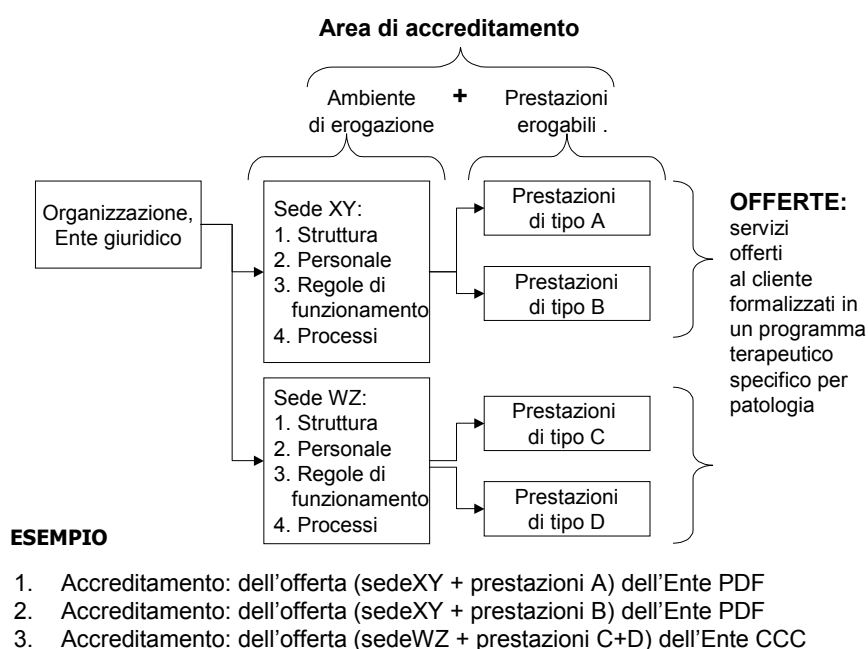 Area di accreditamento
Ambiente
di erogazione
+
Prestazioni
erogabili .
Organizzazione,
Ente giuridico
Sede XY:
1. Struttura
2. Personale
3. Regole di
funzionamento
4. Processi
Prestazioni
di tipo A
Prestazioni
di tipo B
OFFERTE:
servizi
offerti
al cliente
formalizzati in
un programma
terapeutico
specifico per
patologia
Sede WZ:
1. Struttura
2. Personale
3. Regole di
funzionamento
4. Processi
Prestazioni
di tipo C
Prestazioni
di tipo D
ESEMPIO
1. Accreditamento: dell’offerta (sedeXY + prestazioni A) dell’Ente PDF
2. Accreditamento: dell’offerta (sedeXY + prestazioni B) dell’Ente PDF
3. Accreditamento: dell’offerta (sedeWZ + prestazioni C+D) dell’Ente CCC